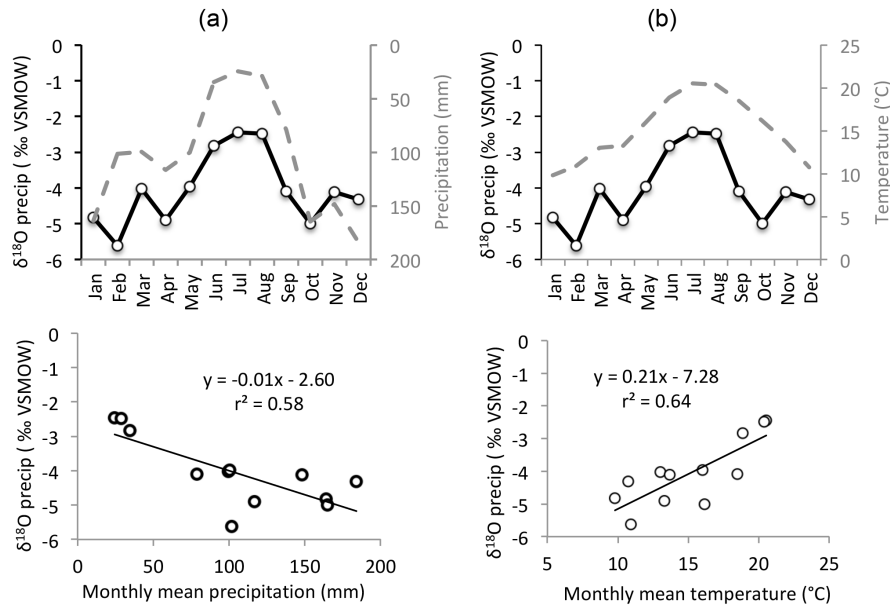 (a)
δ¹⁸O precip ( ‰ VSMOW)
0
-1
-2
-3
-4
-5
-6
0
50
100
150
200
Precipitation (mm)
Jan Feb Mar Apr May Jun Jul Aug Sep Oct Nov Dec
(b)
δ¹⁸O precip ( ‰ VSMOW)
0
-1
-2
-3
-4
-5
-6
25
20
15
10
5
0
Temperature (°C)
Jan Feb Mar Apr May Jun Jul Aug Sep Oct Nov Dec
δ¹⁸O precip ( ‰ VSMOW)
0
-1
-2
-3
-4
-5
-6
y = -0.01x - 2.60
r² = 0.58
0 50 100 150 200
Monthly mean precipitation (mm)
δ¹⁸O precip ( ‰ VSMOW)
0
-1
-2
-3
-4
-5
-6
y = 0.21x - 7.28
r² = 0.64
5 10 15 20 25
Monthly mean temperature (°C)